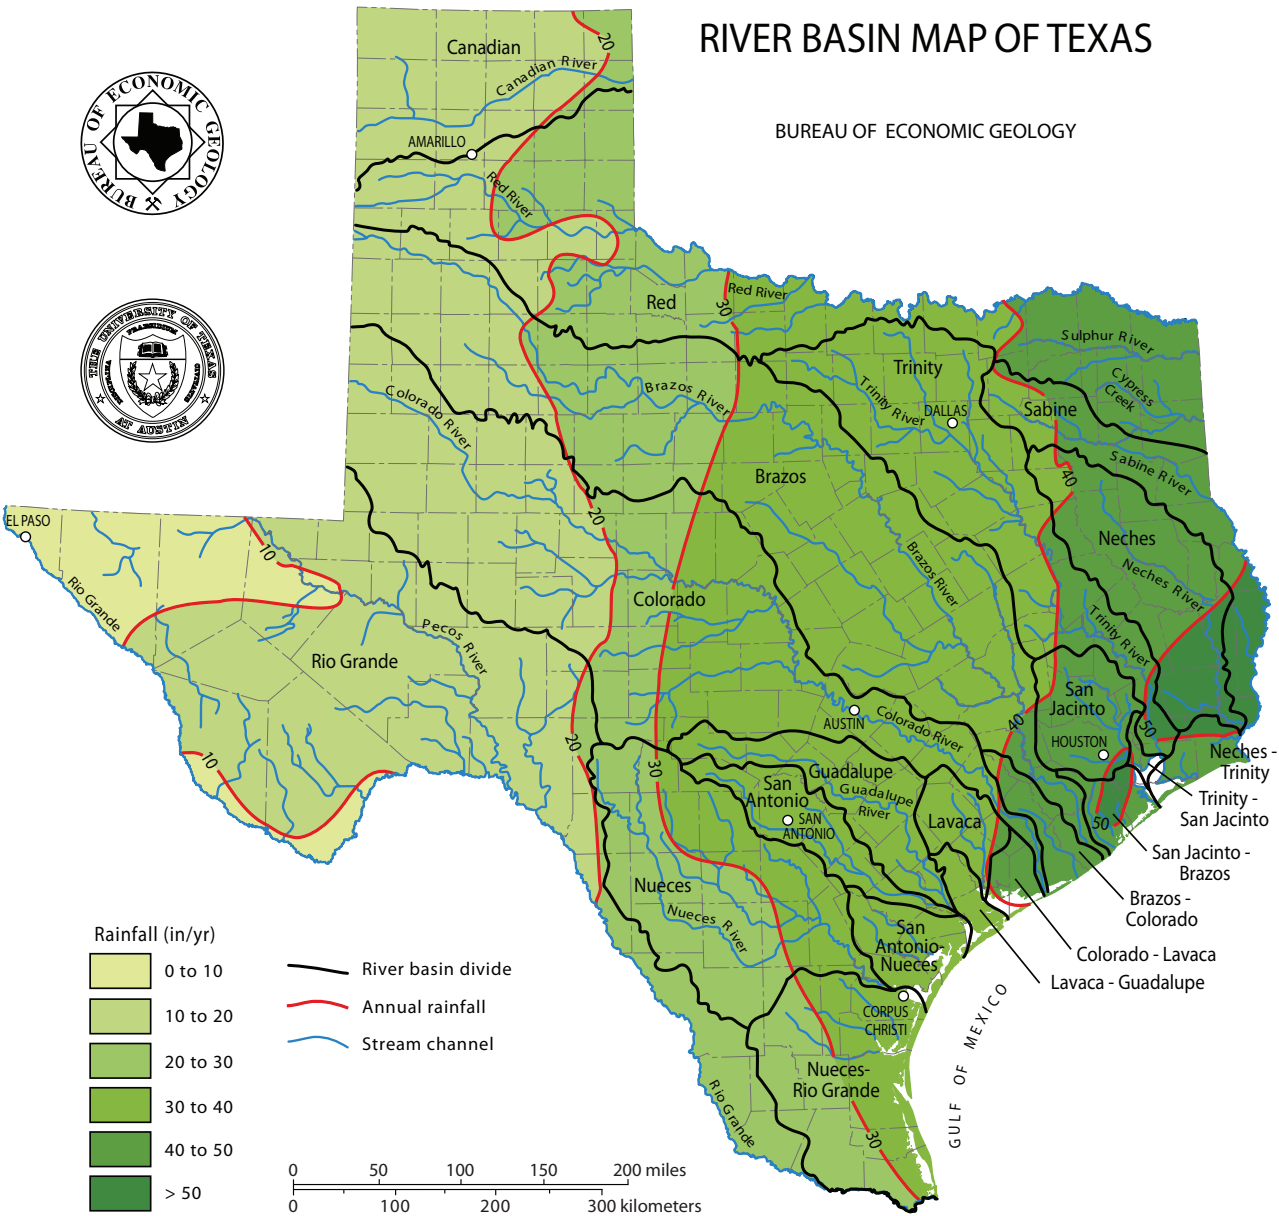 RIVER BASIN MAP OF TEXAS
BUREAU OF ECONOMIC GEOLOGY
BUREAU OF ECONOMIC GEOLOGY
THE UNIVERSITY OF TEXAS
AT AUSTIN
Canadian
Canadian River
20
AMARILLO
Red River
Red
30
Red River
Sulphur River
Cypress
Creek
Trinity
Trinity River
DALLAS
Sabine
Sabine River
40
Colorado River
Brazos River
Brazos
20
EL PASO
10
Rio Grande
Neches
Neches River
Brazos River
Colorado
Trinity River
Pecos River
Rio Grande
San
Jacinto
AUSTIN
Colorado River
40
50
HOUSTON
20
10
30
Guadalupe
Guadalupe
River
San
Antonio
SAN
ANTONIO
Lavaca
50
Neches -
Trinity
Trinity -
San Jacinto
San Jacinto -
Brazos
Brazos -
Colorado
Colorado - Lavaca
Lavaca - Guadalupe
Nueces
Nueces River
San
Antonio-
Nueces
CORPUS
CHRISTI
GULF OF MEXICO
Nueces-
Rio Grande
Rio Grande
30
Rainfall (in/yr)
0 to 10
10 to 20
20 to 30
30 to 40
40 to 50
> 50
River basin divide
Annual rainfall
Stream channel
0 50 100 150 200 miles
0 100 200 300 kilometers